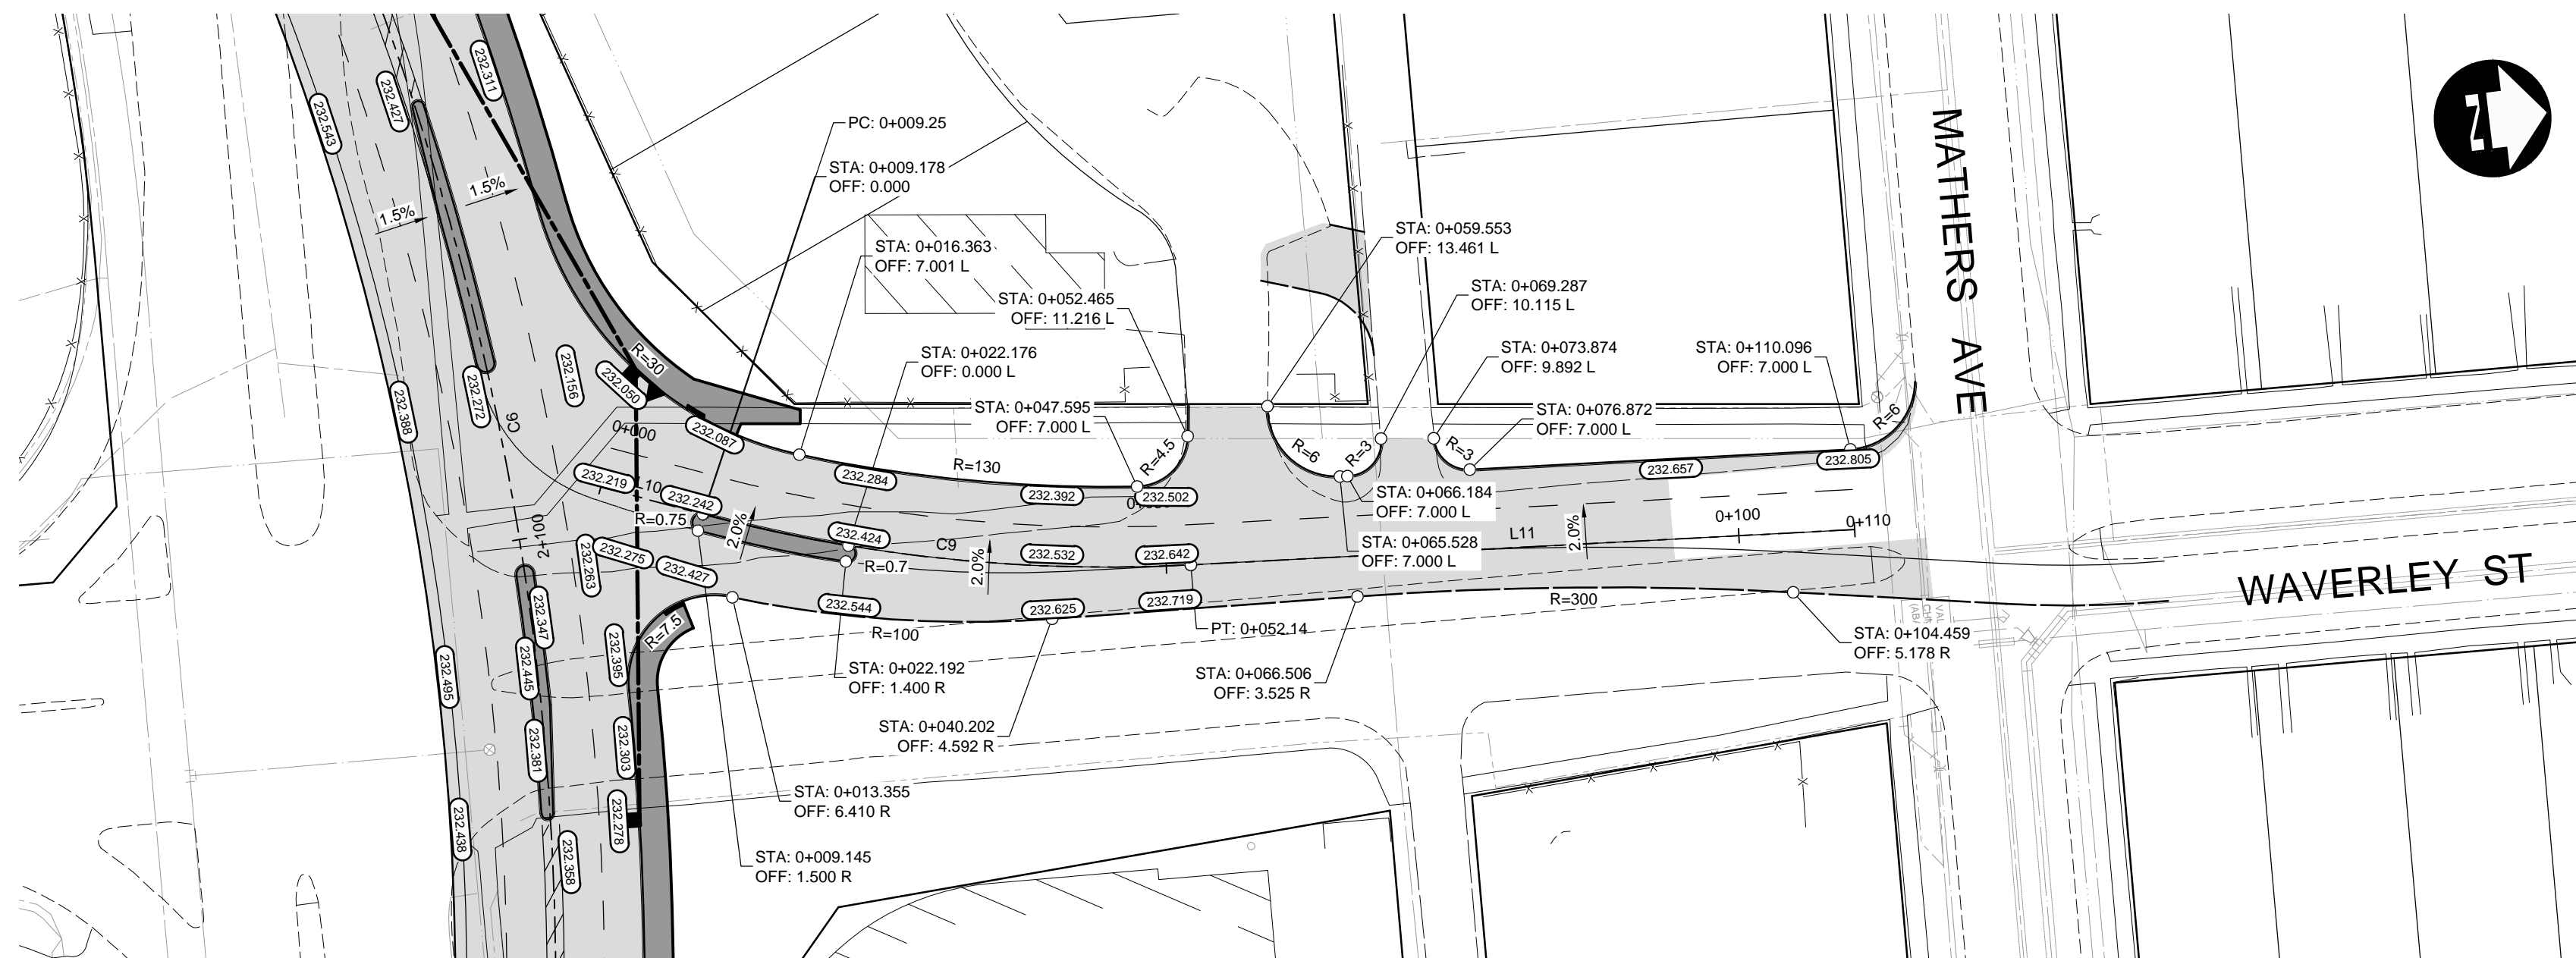 PC: 0+009.25
STA: 0+009.178
OFF: 0.000
STA: 0+016.363
OFF: 7.001 L
STA: 0+052.465
OFF: 11.216 L
STA: 0+022.176
OFF: 0.000 L
STA: 0+047.595
OFF: 7.000 L
STA: 0+059.553
OFF: 13.461 L
STA: 0+069.287
OFF: 10.115 L
STA: 0+073.874
OFF: 9.892 L
STA: 0+110.096
OFF: 7.000 L
STA: 0+076.872
OFF: 7.000 L
STA: 0+066.184
OFF: 7.000 L
STA: 0+065.528
OFF: 7.000 L
PT: 0+052.14
STA: 0+066.506
OFF: 3.525 R
STA: 0+104.459
OFF: 5.178 R
STA: 0+022.192
OFF: 1.400 R
STA: 0+040.202
OFF: 4.592 R
STA: 0+013.355
OFF: 6.410 R
STA: 0+009.145
OFF: 1.500 R
MATHERS AVE
WAVERLEY ST
N
232.311
232.427
232.543
1.5%
1.5%
232.156
232.050
R=30
232.272
C6
232.388
0+000
232.087
232.219
10
232.242
R=0.75
2.0%
232.284
R=130
232.392
232.502
R=4.5
R=6
R=3
R=3
232.657
232.805
R=6
232.424
R=0.7
C9
2.0%
232.532
232.642
L11
2.0%
0+100
0+110
2+100
232.263
232.275
232.427
232.544
R=100
232.625
232.719
R=300
R=7.5
232.347
232.445
232.395
232.495
232.381
232.303
232.278
232.438
232.358